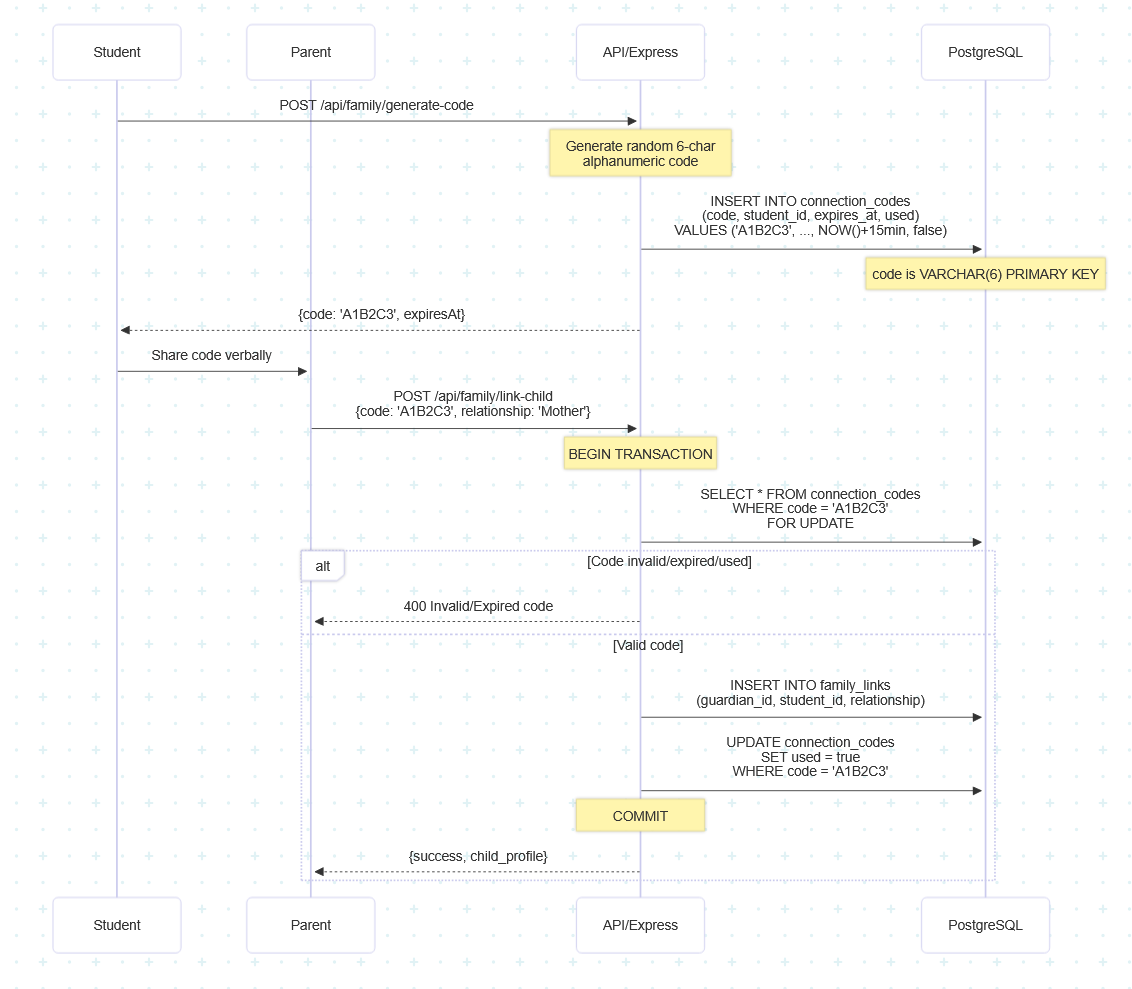 Student
Parent
API/Express
PostgreSQL
POST /api/family/generate-code
Generate random 6-char
alphanumeric code
INSERT INTO connection_codes
(code, student_id, expires_at, used)
VALUES ('A1B2C3', ..., NOW()+15min, false)
code is VARCHAR(6) PRIMARY KEY
{code: 'A1B2C3', expiresAt}
Share code verbally
POST /api/family/link-child
{code: 'A1B2C3', relationship: 'Mother'}
BEGIN TRANSACTION
SELECT * FROM connection_codes
WHERE code = 'A1B2C3'
FOR UPDATE
alt
[Code invalid/expired/used]
400 Invalid/Expired code
[Valid code]
INSERT INTO family_links
(guardian_id, student_id, relationship)
UPDATE connection_codes
SET used = true
WHERE code = 'A1B2C3'
COMMIT
{success, child_profile}
Student
Parent
API/Express
PostgreSQL